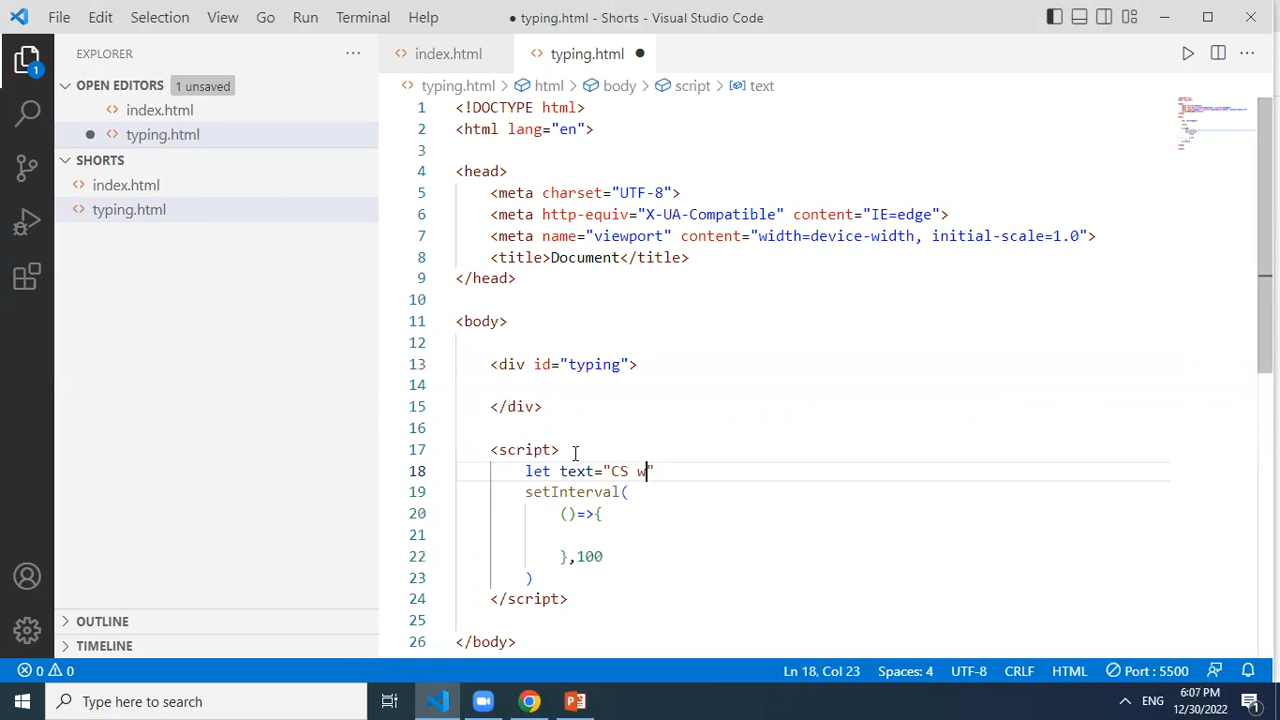 File Edit Selection View Go Run Terminal Help ● typing.html - Shorts - Visual Studio Code
EXPLORER ···
OPEN EDITORS 1 unsaved
index.html
● typing.html
SHORTS
index.html
typing.html
OUTLINE
TIMELINE
1
index.html
typing.html ●
typing.html > html > body > script > text
1 <!DOCTYPE html>
2 <html lang="en">
3
4 <head>
5 <meta charset="UTF-8">
6 <meta http-equiv="X-UA-Compatible" content="IE=edge">
7 <meta name="viewport" content="width=device-width, initial-scale=1.0">
8 <title>Document</title>
9 </head>
10
11 <body>
12
13 <div id="typing">
14
15 </div>
16
17 <script>
18 let text="CS w"
19 setInterval(
20 ()=>{
21
22 },100
23 )
24 </script>
25
26 </body>
0 0 Ln 18, Col 23 Spaces: 4 UTF-8 CRLF HTML Port : 5500
Type here to search
ENG
6:07 PM
12/30/2022
1